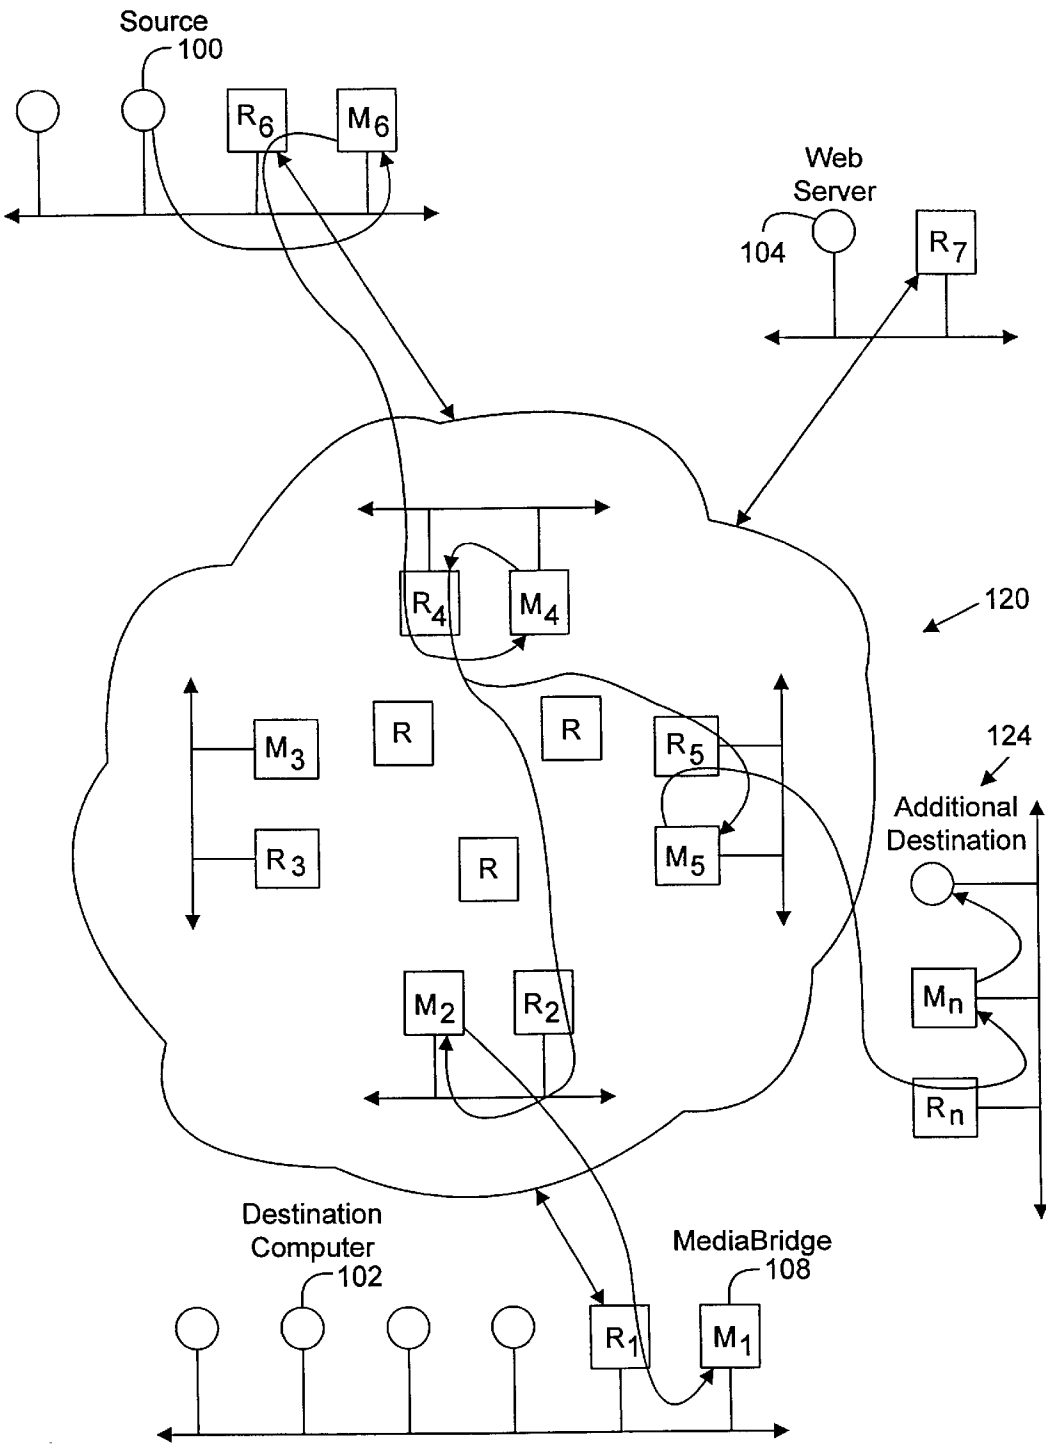 Source
100
R6
M6
Web
Server
104
R7
R4
M4
120
M3
R
R
R5
124
Additional
Destination
R3
R
M5
M2
R2
Mn
Rn
Destination
Computer
102
MediaBridge
108
R1
M1